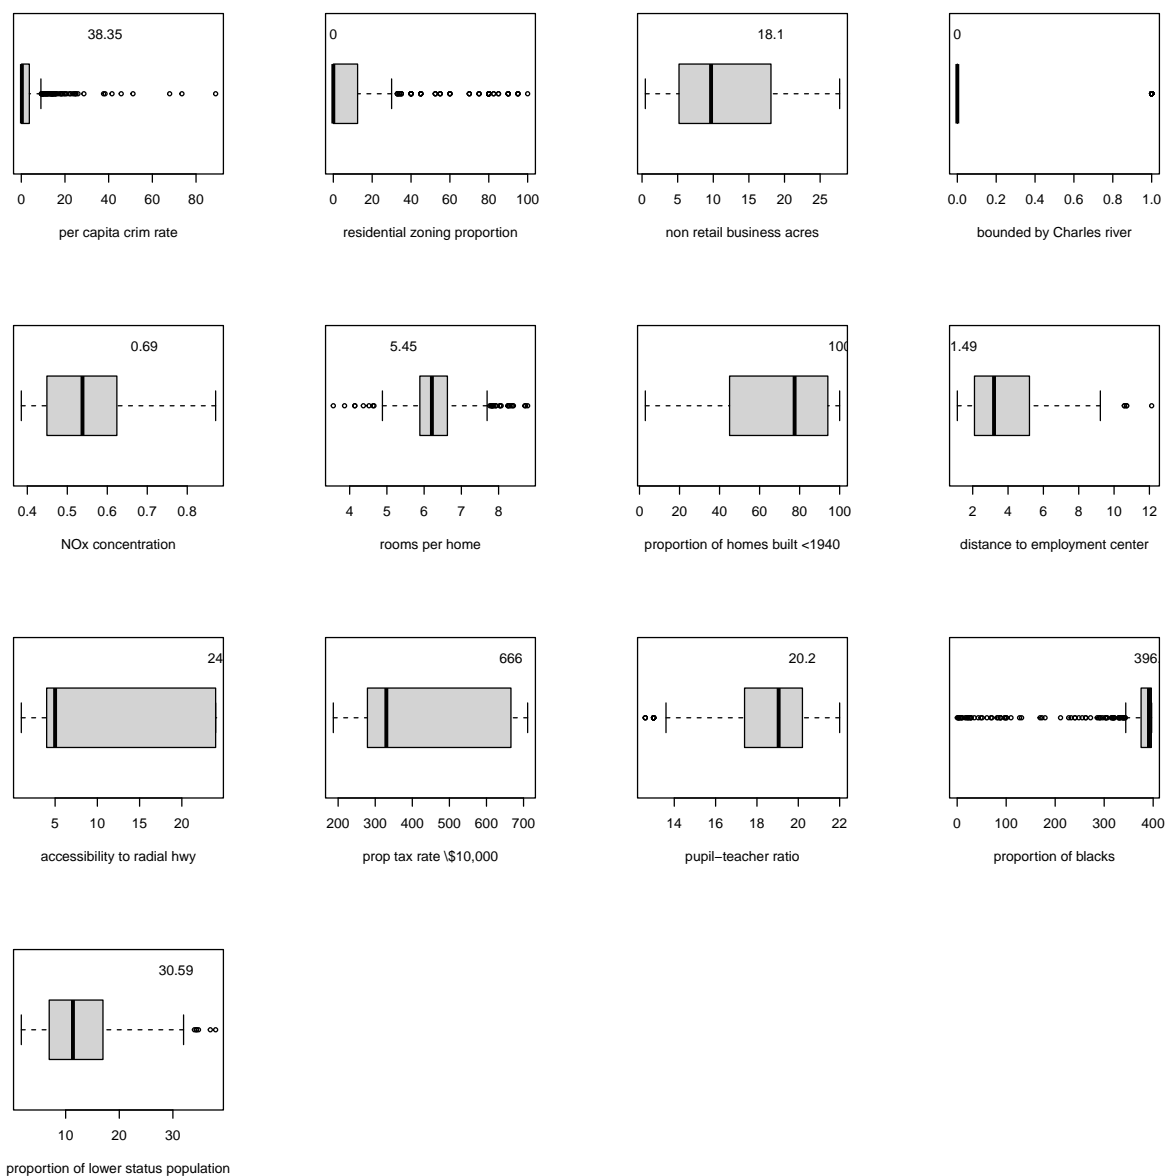 38.35
0 20 40 60 80
per capita crim rate
0
0 20 40 60 80 100
residential zoning proportion
18.1
0 5 10 15 20 25
non retail business acres
0
0.0 0.2 0.4 0.6 0.8 1.0
bounded by Charles river
0.69
0.4 0.5 0.6 0.7 0.8
NOx concentration
5.45
4 5 6 7 8
rooms per home
100
0 20 40 60 80 100
proportion of homes built <1940
1.49
2 4 6 8 10 12
distance to employment center
24
5 10 15 20
accessibility to radial hwy
666
200 300 400 500 600 700
prop tax rate \$10,000
20.2
14 16 18 20 22
pupil−teacher ratio
396.
0 100 200 300 400
proportion of blacks
30.59
10 20 30
proportion of lower status population